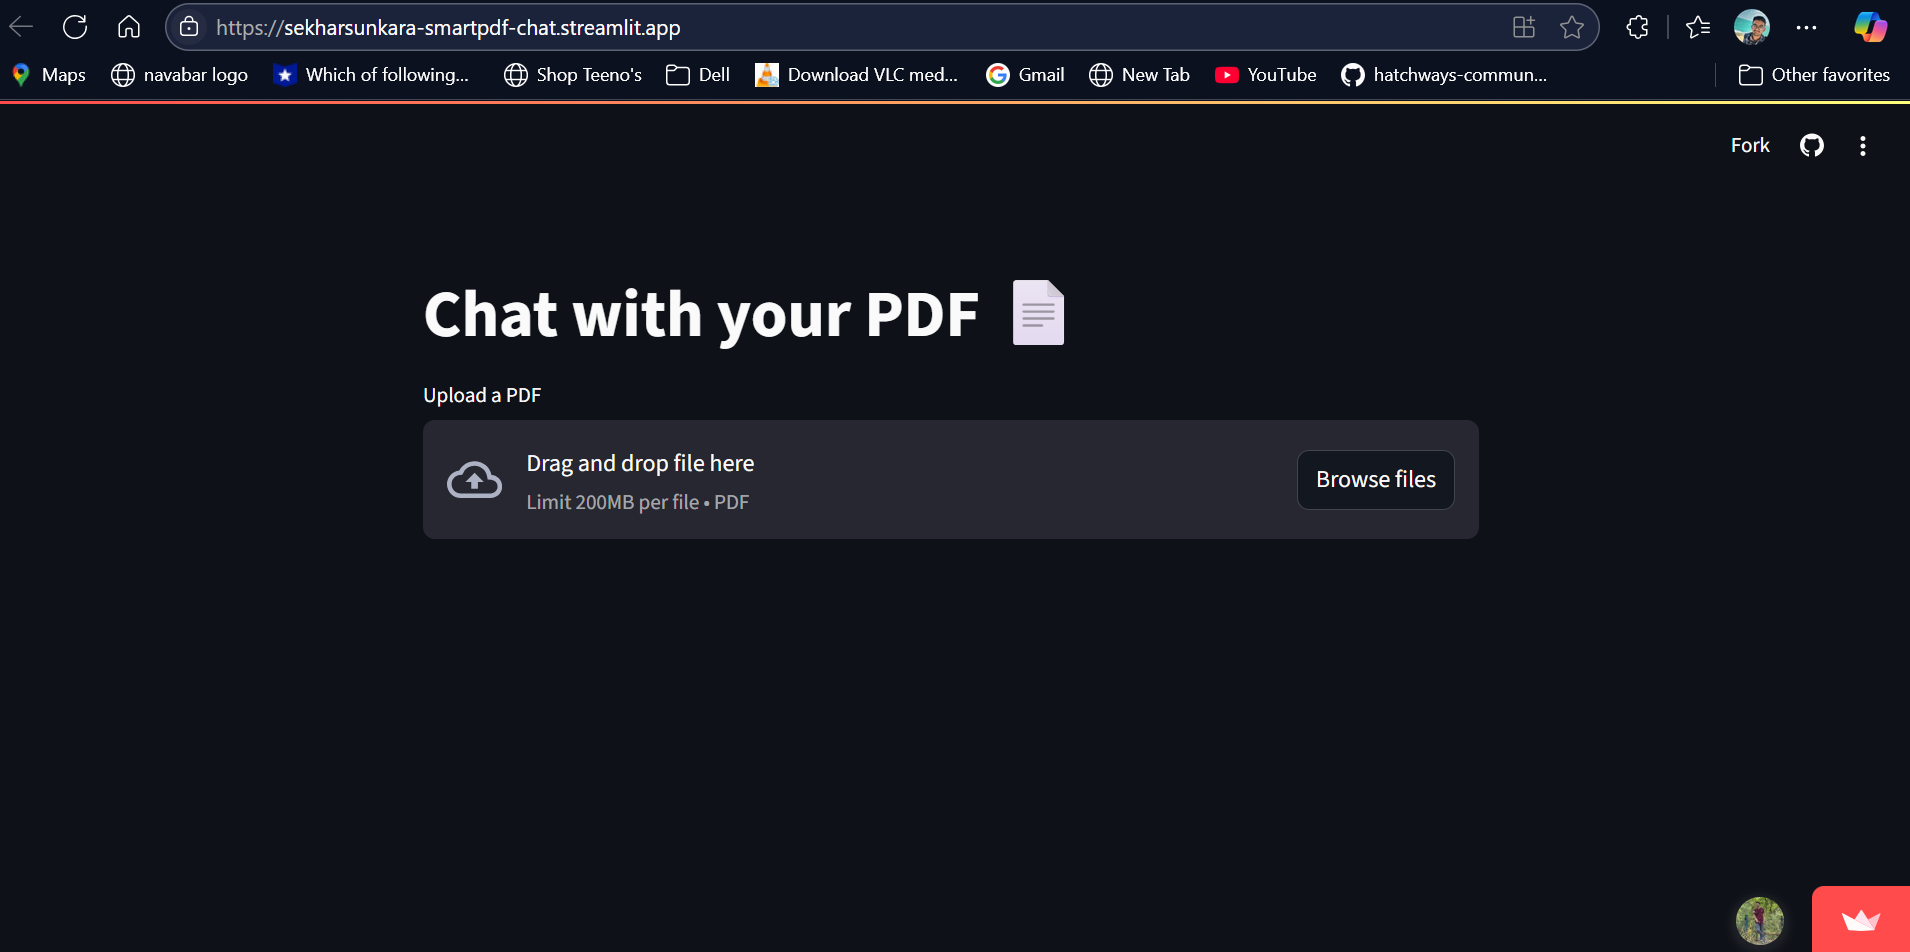 https://sekharsunkara-smartpdf-chat.streamlit.app
Maps navabar logo Which of following... Shop Teeno's Dell Download VLC med... Gmail New Tab YouTube hatchways-commun... Other favorites
Fork
Chat with your PDF
Upload a PDF
Drag and drop file here
Limit 200MB per file • PDF
Browse files